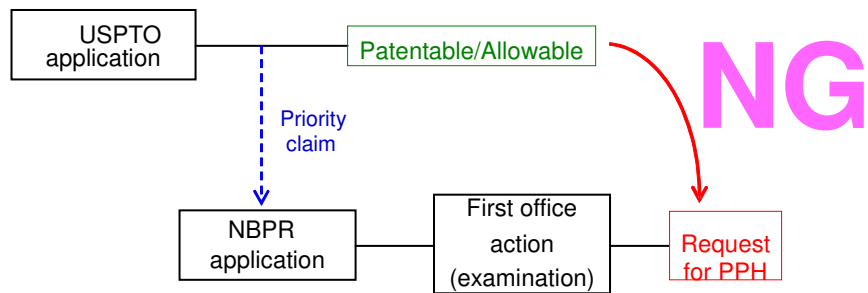 USPTO
application
Patentable/Allowable
NG
Priority
claim
NBPR
application
First office
action
(examination)
Request
for PPH